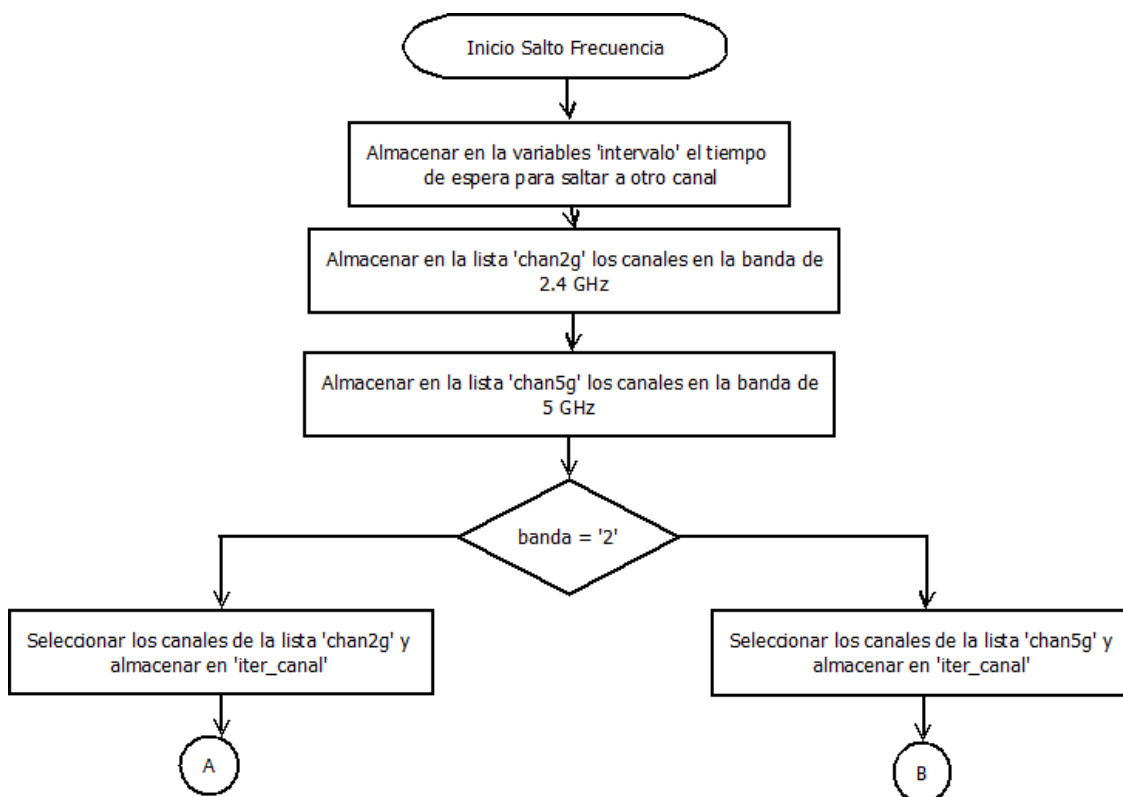 Inicio Salto Frecuencia
Almacenar en la variables 'intervalo' el tiempo
de espera para saltar a otro canal
Almacenar en la lista 'chan2g' los canales en la banda de
2.4 GHz
Almacenar en la lista 'chan5g' los canales en la banda de
5 GHz
banda = '2'
Seleccionar los canales de la lista 'chan2g' y
almacenar en 'iter_canal'
Seleccionar los canales de la lista 'chan5g' y
almacenar en 'iter_canal'
A
B